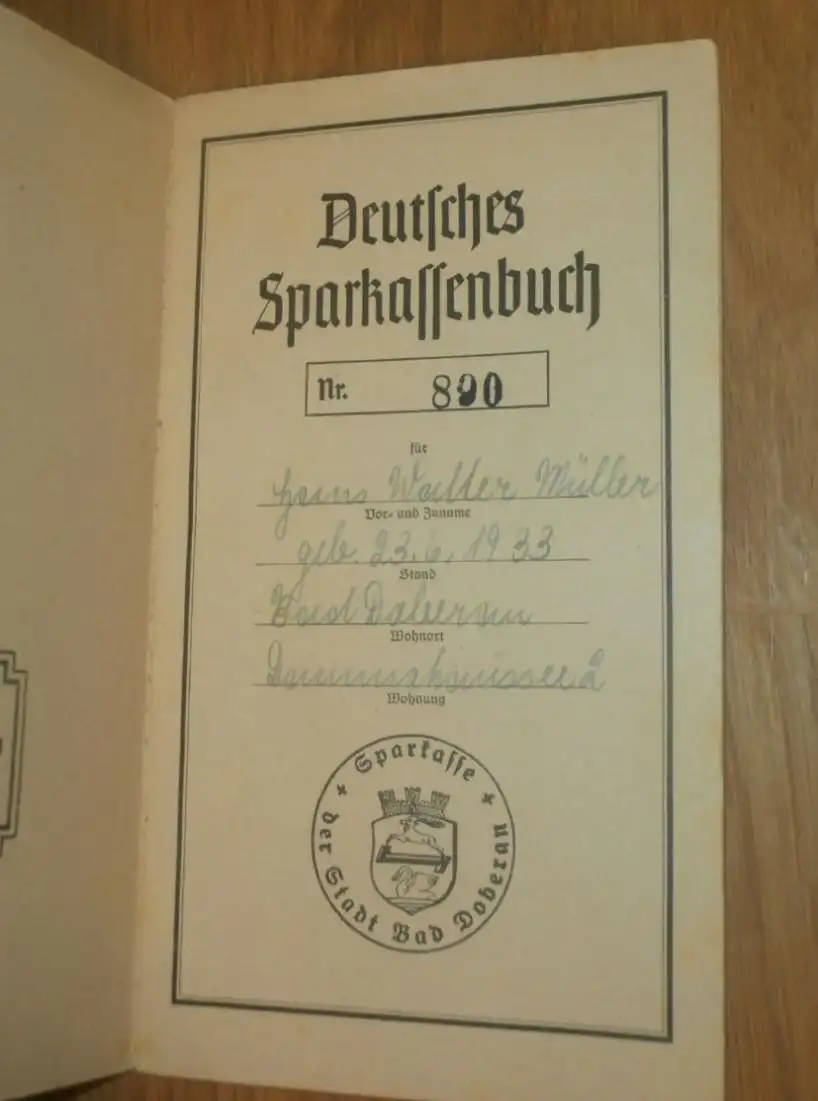 Deutsches
Sparkassenbuch
Nr. 890
für
Hans Walter Müller
Vor- und Zuname
geb. 23. 6. 1933
Stand
Bad Doberan
Wohnort
2
Wohnung
Sparkasse
der Stadt Bad Doberan